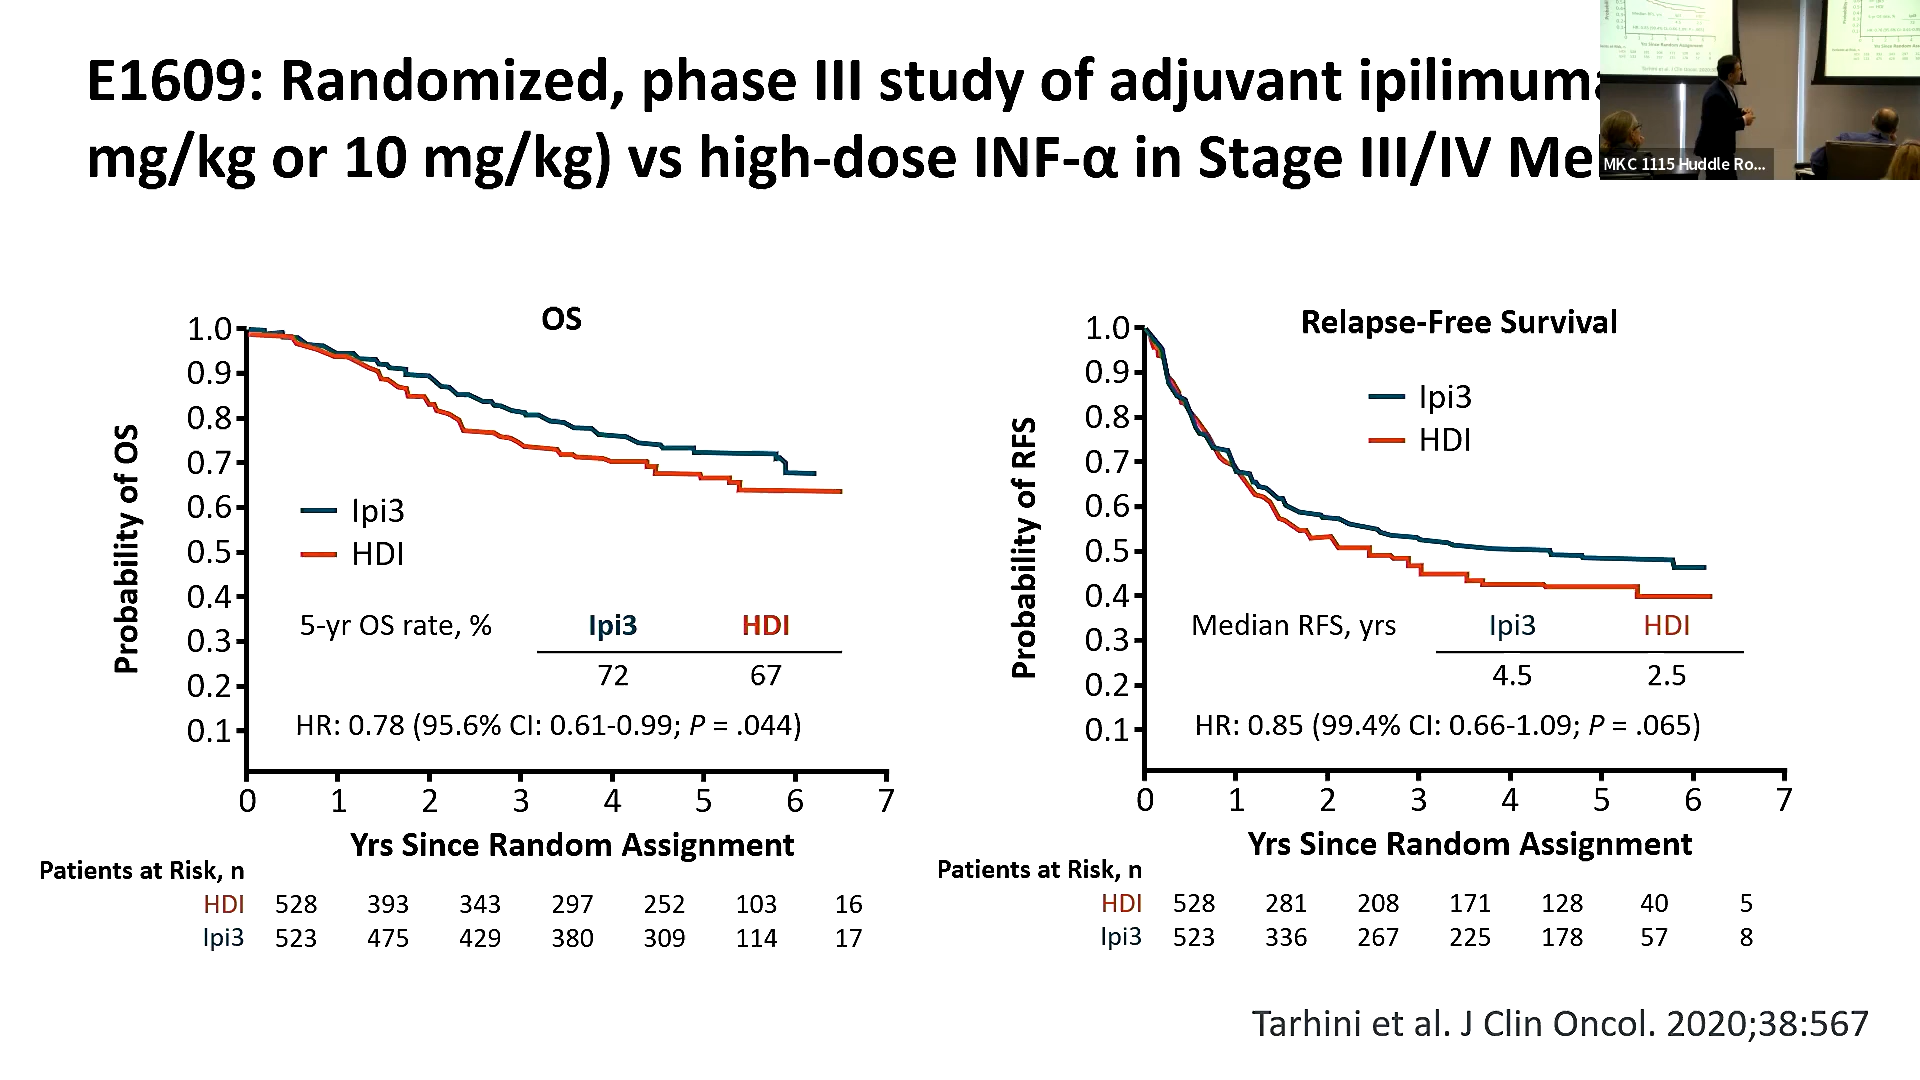 E1609: Randomized, phase III study of adjuvant
mg/kg or 10 mg/kg) vs high-dose INF-α in Stage III/IV
MKC 1115 Huddle Ro...
OS
1.0
0.9
0.8
0.7
0.6
0.5
0.4
0.3
0.2
0.1
Probability of OS
Ipi3
HDI
5-yr OS rate, % Ipi3 HDI
72 67
HR: 0.78 (95.6% CI: 0.61-0.99; P = .044)
0 1 2 3 4 5 6 7
Yrs Since Random Assignment
Patients at Risk, n
HDI 528 393 343 297 252 103 16
Ipi3 523 475 429 380 309 114 17
Relapse-Free Survival
1.0
0.9
0.8
0.7
0.6
0.5
0.4
0.3
0.2
0.1
Probability of RFS
Ipi3
HDI
Median RFS, yrs Ipi3 HDI
4.5 2.5
HR: 0.85 (99.4% CI: 0.66-1.09; P = .065)
0 1 2 3 4 5 6 7
Yrs Since Random Assignment
Patients at Risk, n
HDI 528 281 208 171 128 40 5
Ipi3 523 336 267 225 178 57 8
Tarhini et al. J Clin Oncol. 2020;38:567